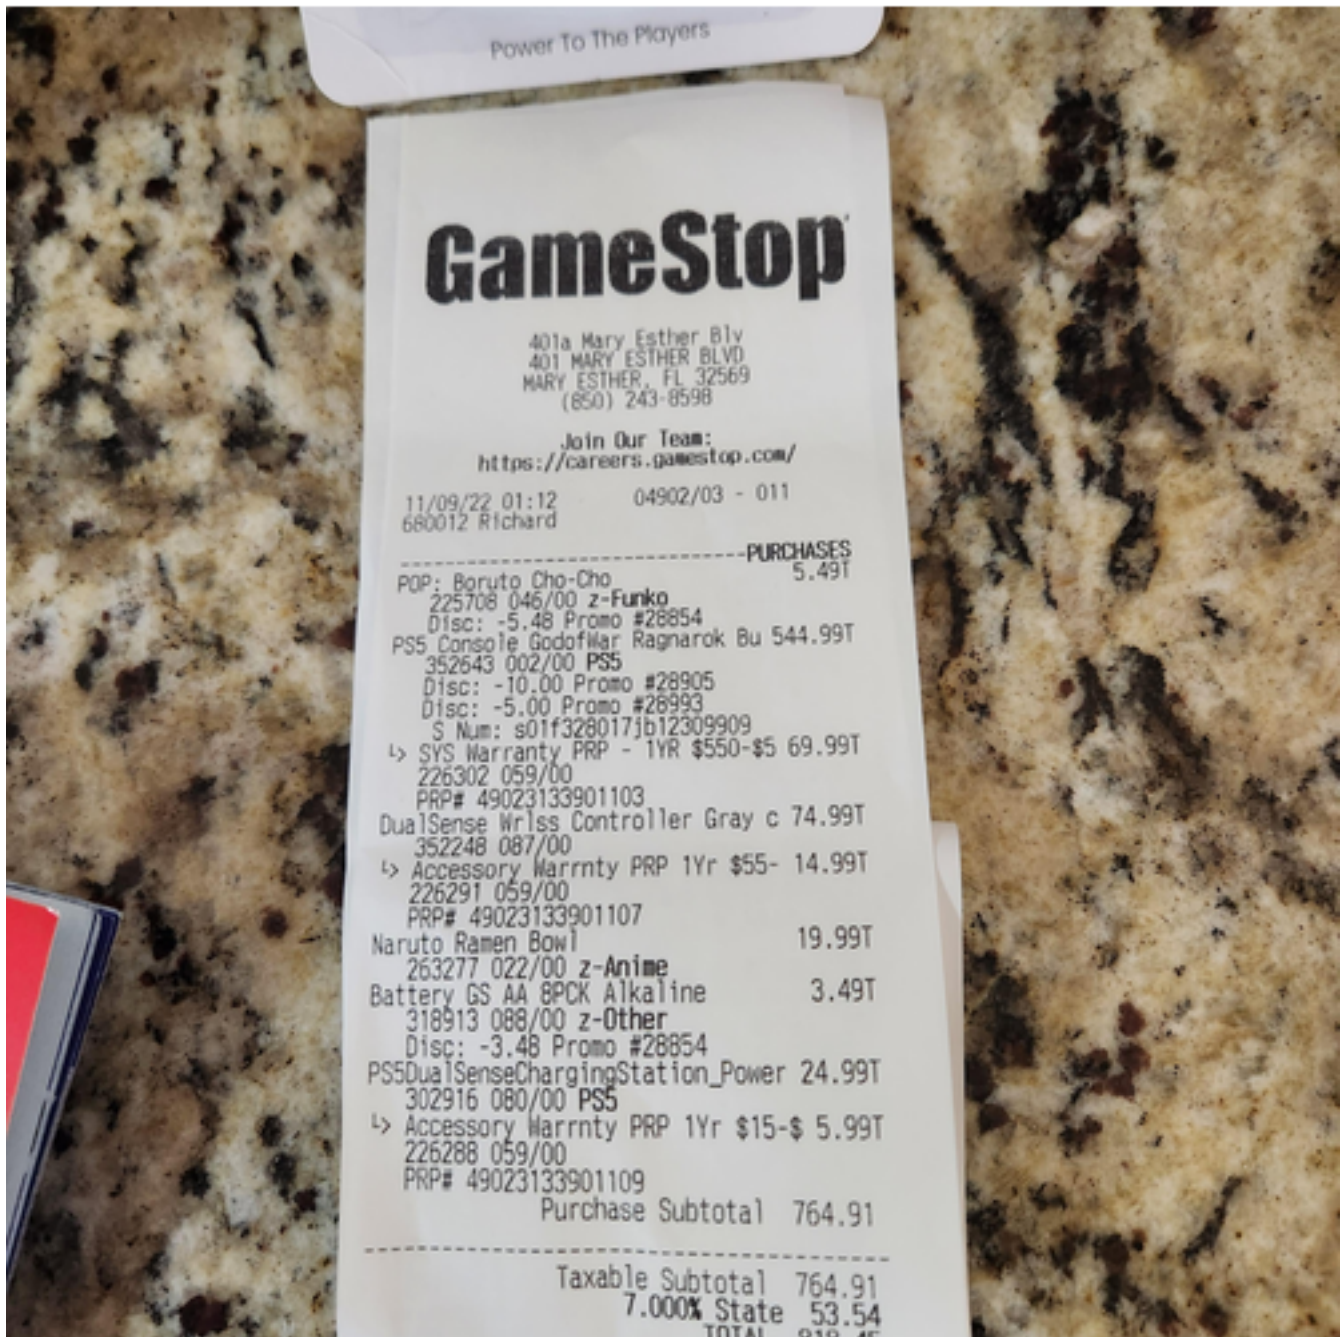 Power To The Players
GameStop
401a Mary Esther Blv
401 MARY ESTHER BLVD
MARY ESTHER, FL 32569
(850) 243-8598
Join Our Team:
https://careers.gamestop.com/
11/09/22 01:12 04902/03 - 011
680012 Richard
--------------------------PURCHASES
POP: Boruto Cho-Cho 5.49T
225708 046/00 z-Funko
Disc: -5.48 Promo #28854
PS5 Console GodofWar Ragnarok Bu 544.99T
352643 002/00 PS5
Disc: -10.00 Promo #28905
Disc: -5.00 Promo #28993
S Num: s01f328017jb12309909
↳ SYS Warranty PRP - 1YR $550-$5 69.99T
226302 059/00
PRP# 49023133901103
DualSense Wrlss Controller Gray c 74.99T
352248 087/00
↳ Accessory Warrnty PRP 1Yr $55- 14.99T
226291 059/00
PRP# 49023133901107
Naruto Ramen Bowl 19.99T
263277 022/00 z-Anime
Battery GS AA 8PCK Alkaline 3.49T
318913 088/00 z-Other
Disc: -3.48 Promo #28854
PS5DualSenseChargingStation_Power 24.99T
302916 080/00 PS5
↳ Accessory Warrnty PRP 1Yr $15-$ 5.99T
226288 059/00
PRP# 49023133901109
Purchase Subtotal 764.91
Taxable Subtotal 764.91
7.000% State 53.54
TOTAL 818.45